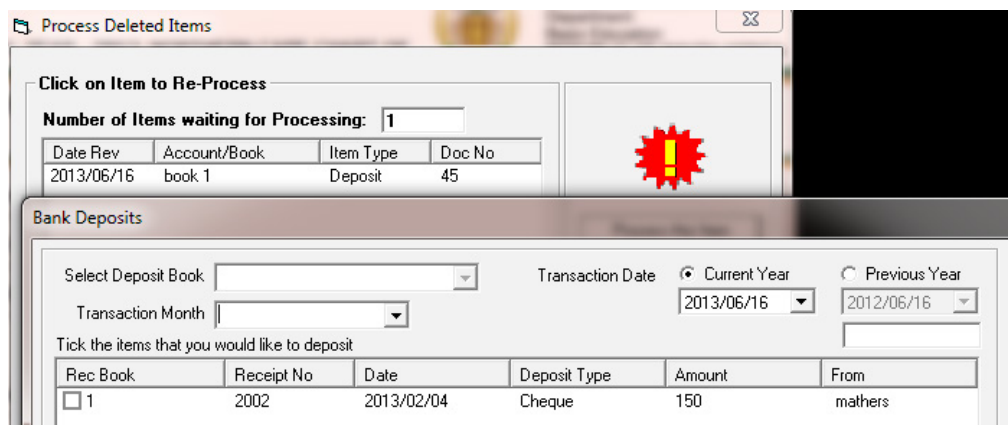 Process Deleted Items
Click on Item to Re-Process
Number of Items waiting for Processing: 1
Date Rev Account/Book Item Type Doc No
2013/06/16 book 1 Deposit 45
Bank Deposits
Select Deposit Book Transaction Date Current Year Previous Year
2013/06/16 2012/06/16
Transaction Month
Tick the items that you would like to deposit
Rec Book Receipt No Date Deposit Type Amount From
1 2002 2013/02/04 Cheque 150 mathers